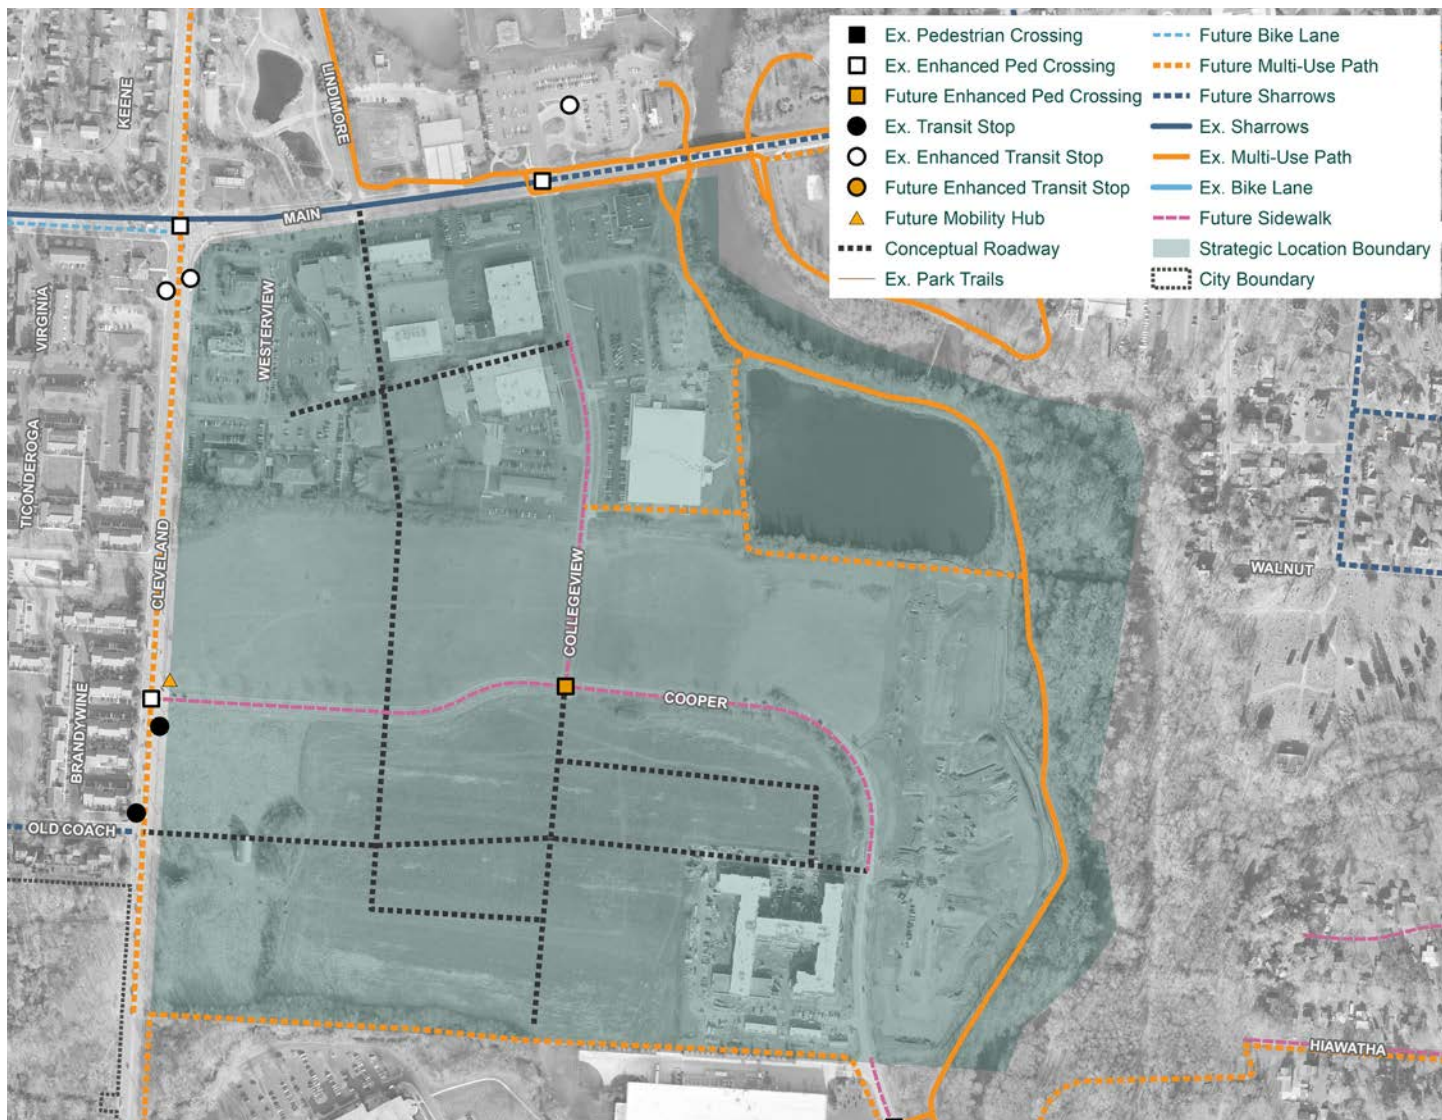 Ex. Pedestrian Crossing
Ex. Enhanced Ped Crossing
Future Enhanced Ped Crossing
Ex. Transit Stop
Ex. Enhanced Transit Stop
Future Enhanced Transit Stop
Future Mobility Hub
Conceptual Roadway
Ex. Park Trails
Future Bike Lane
Future Multi-Use Path
Future Sharrows
Ex. Sharrows
Ex. Multi-Use Path
Ex. Bike Lane
Future Sidewalk
Strategic Location Boundary
City Boundary
KEENE
LINDIMORE
MAIN
VIRGINIA
WESTERVIEW
TICONDEROGA
CLEVELAND
COLLEGEVIEW
WALNUT
BRANDYWINE
COOPER
OLD COACH
HIAWATHA